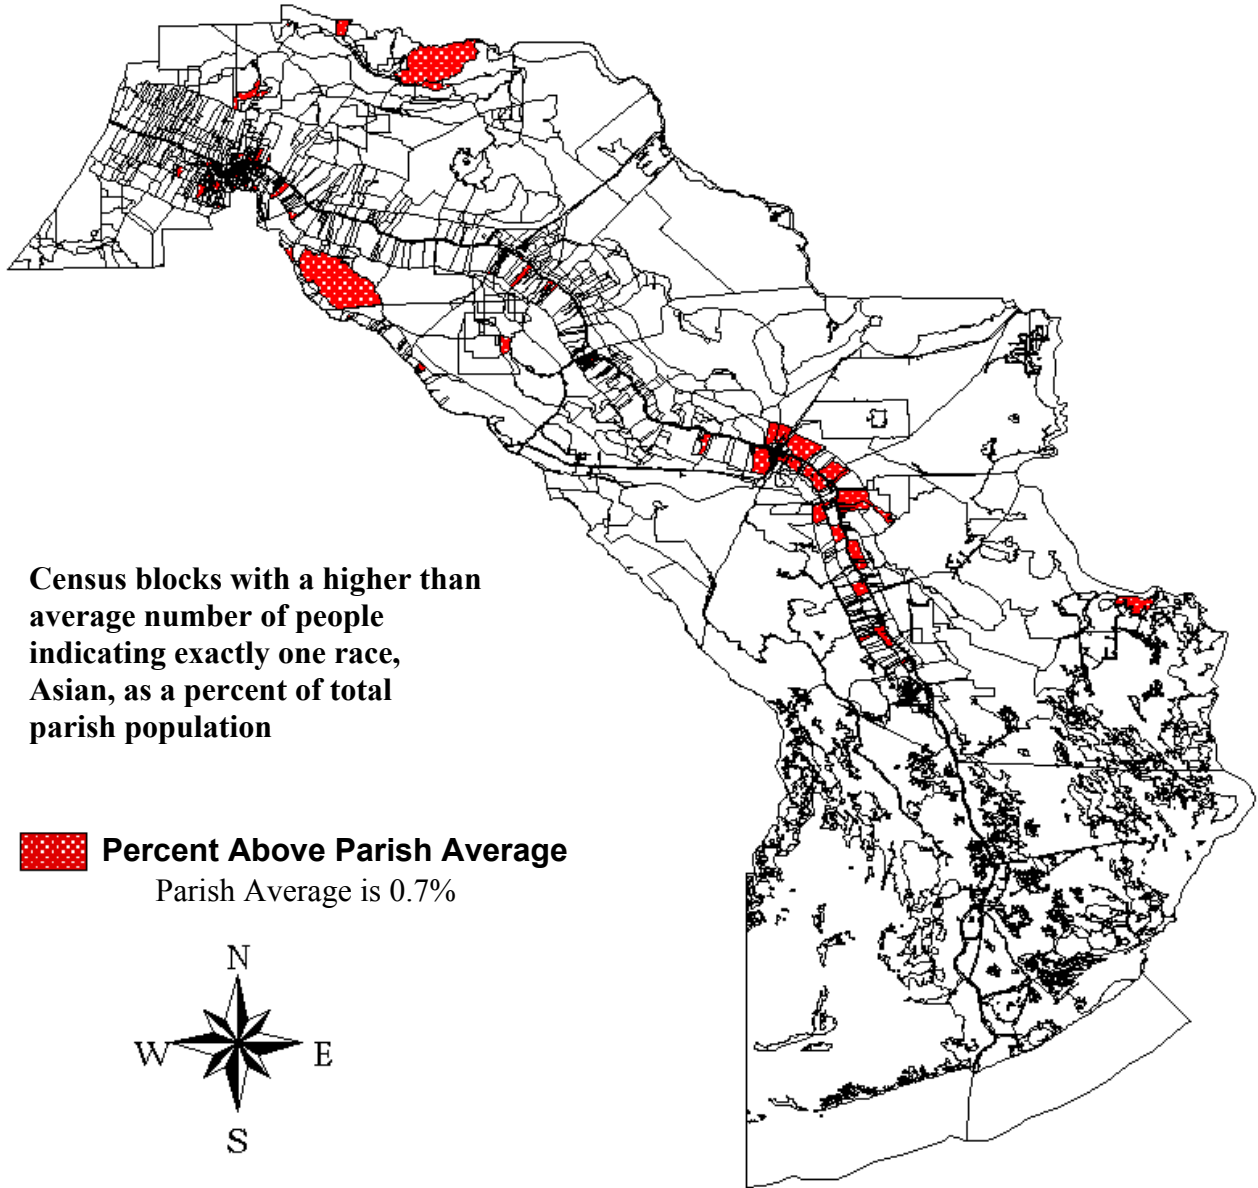 Census blocks with a higher than
average number of people
indicating exactly one race,
Asian, as a percent of total
parish population
Percent Above Parish Average
Parish Average is 0.7%
N
W E
S